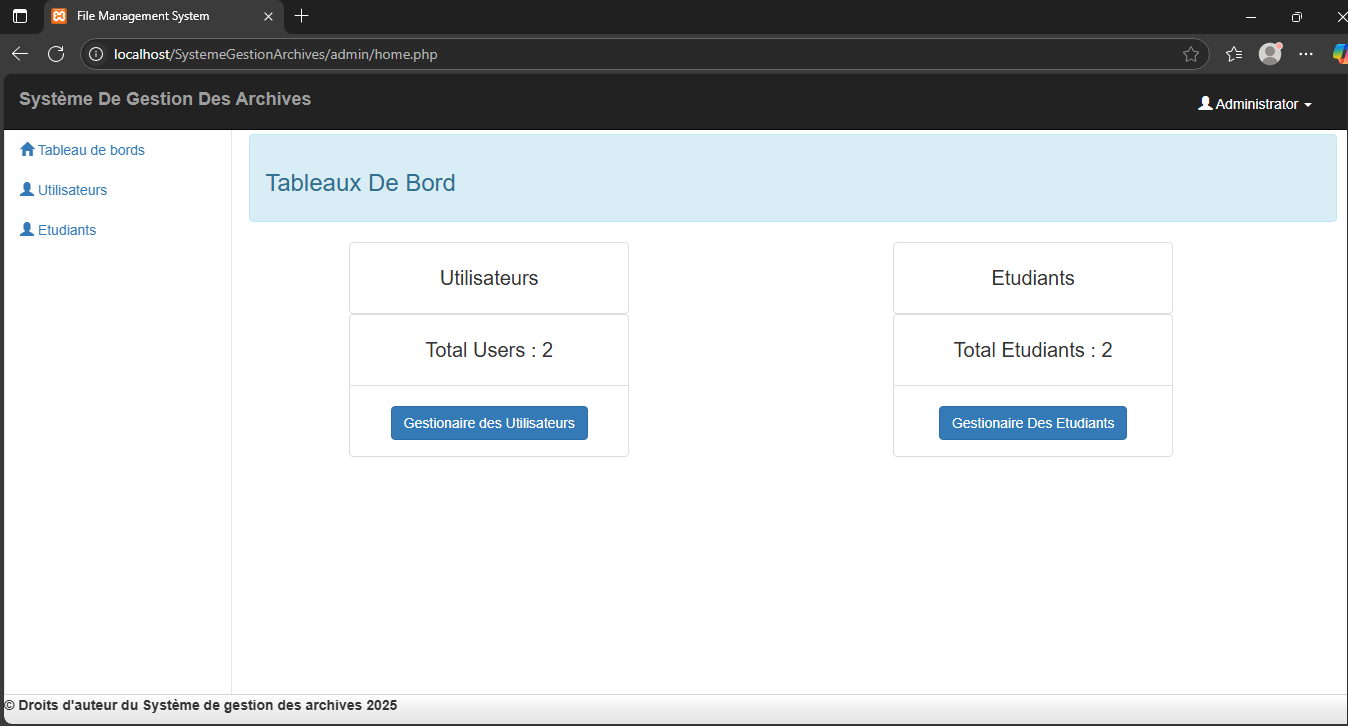 File Management System
localhost/SystemeGestionArchives/admin/home.php
Système De Gestion Des Archives
Administrator
Tableau de bords
Utilisateurs
Etudiants
Tableaux De Bord
Utilisateurs
Total Users : 2
Gestionaire des Utilisateurs
Etudiants
Total Etudiants : 2
Gestionaire Des Etudiants
© Droits d'auteur du Système de gestion des archives 2025